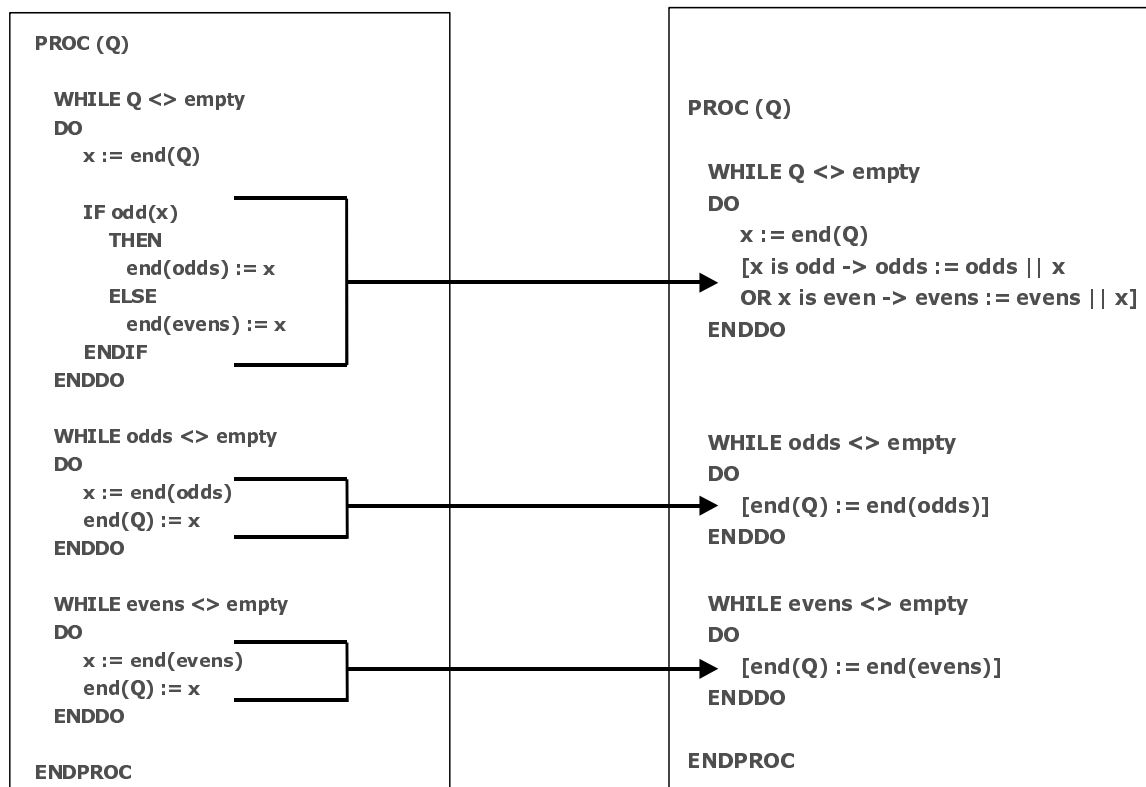 PROC (Q)
WHILE Q <> empty
DO
x := end(Q)
IF odd(x)
THEN
end(odds) := x
ELSE
end(evens) := x
ENDIF
ENDDO
WHILE odds <> empty
DO
x := end(odds)
end(Q) := x
ENDDO
WHILE evens <> empty
DO
x := end(evens)
end(Q) := x
ENDDO
ENDPROC
PROC (Q)
WHILE Q <> empty
DO
x := end(Q)
[x is odd -> odds := odds || x
OR x is even -> evens := evens || x]
ENDDO
WHILE odds <> empty
DO
[end(Q) := end(odds)]
ENDDO
WHILE evens <> empty
DO
[end(Q) := end(evens)]
ENDDO
ENDPROC